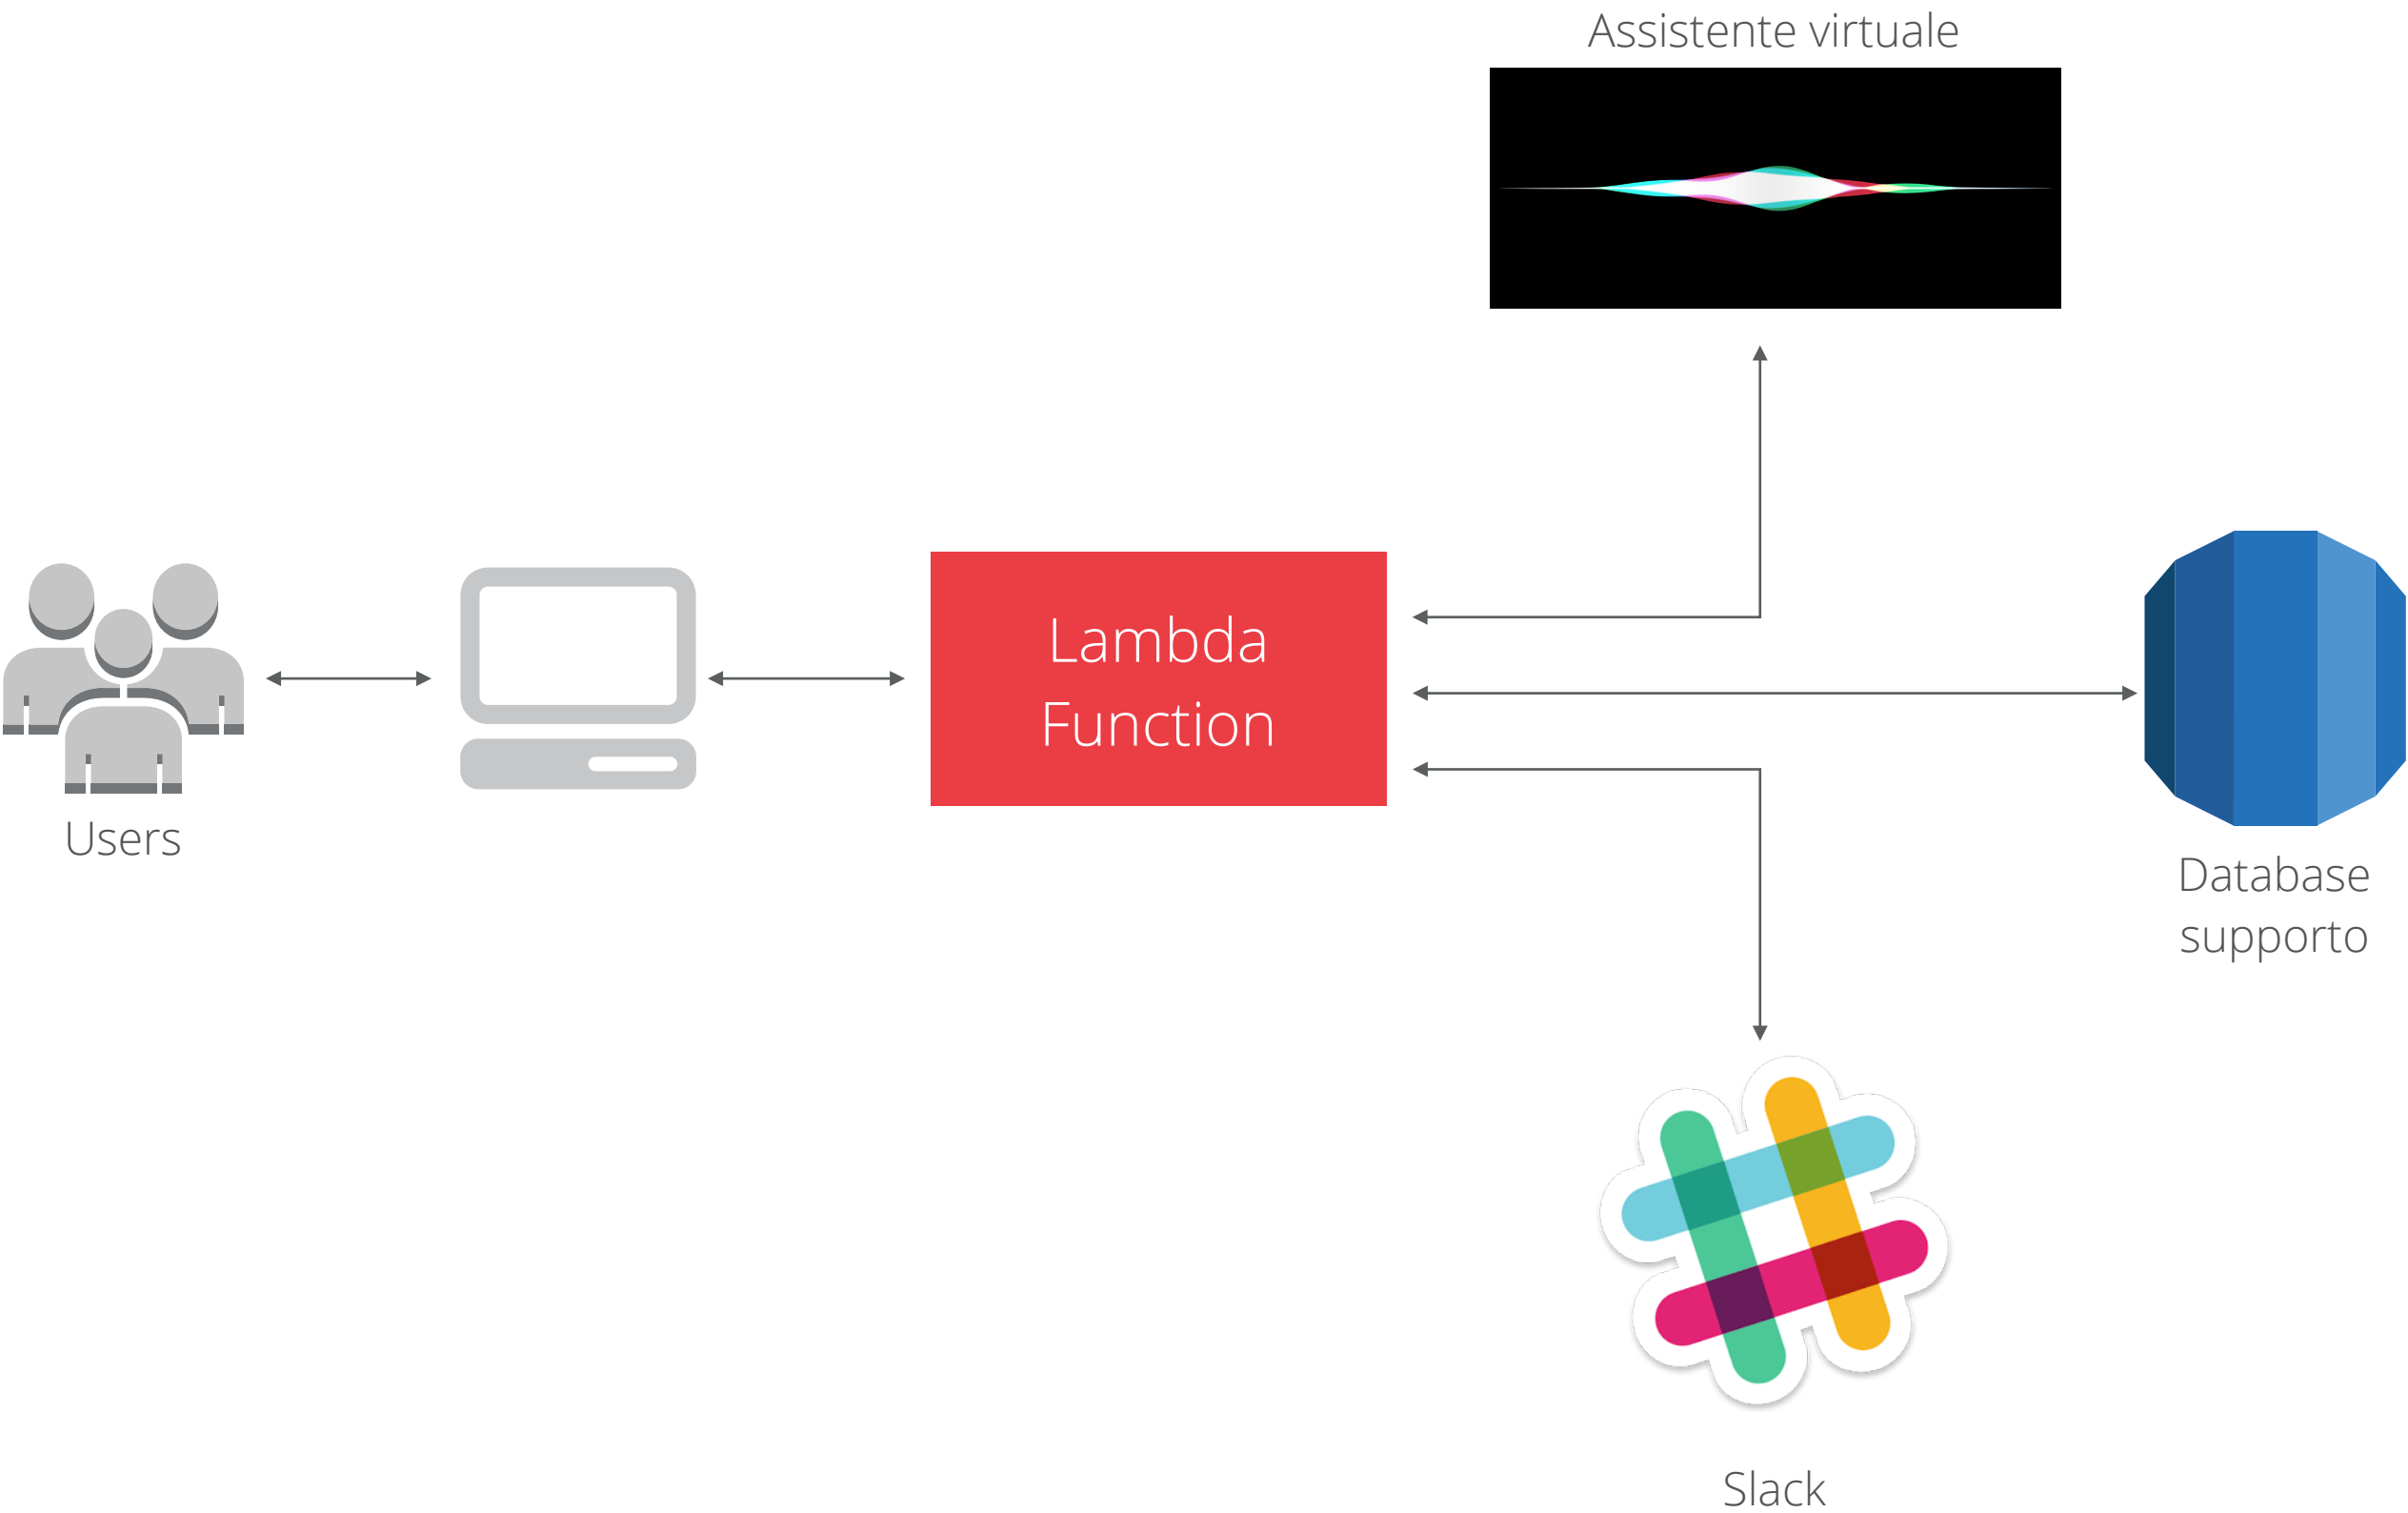 Assistente virtuale
Lambda
Function
Users
Database
supporto
Slack